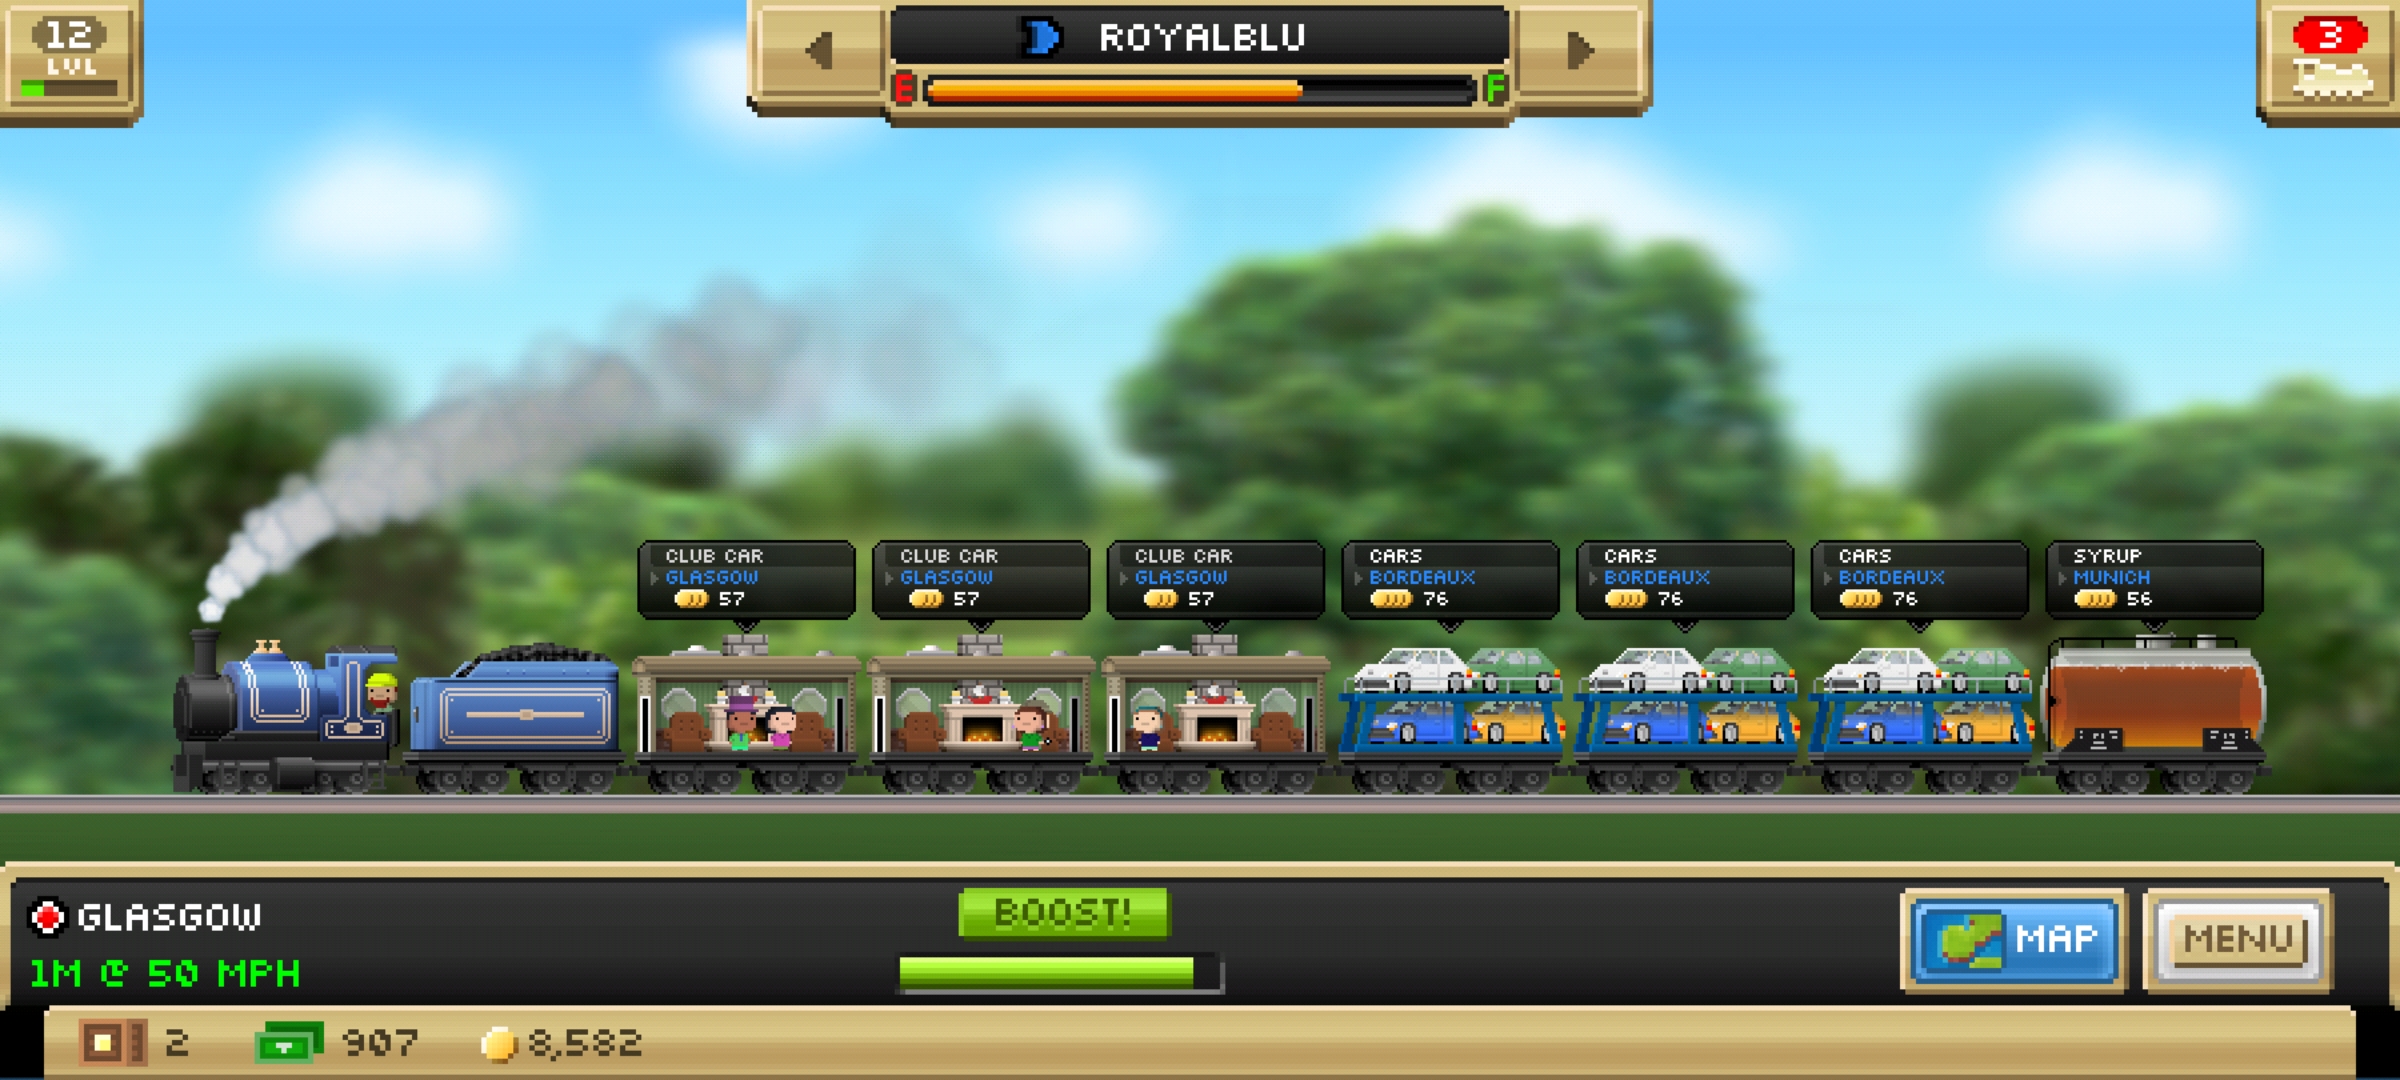 12
LVL
ROYALBLU
E F
3
CLUB CAR
GLASGOW
57
CLUB CAR
GLASGOW
57
CLUB CAR
GLASGOW
57
CARS
BORDEAUX
76
CARS
BORDEAUX
76
CARS
BORDEAUX
76
SYRUP
MUNICH
56
GLASGOW
1M @ 50 MPH
BOOST!
MAP
MENU
2 907 8,582